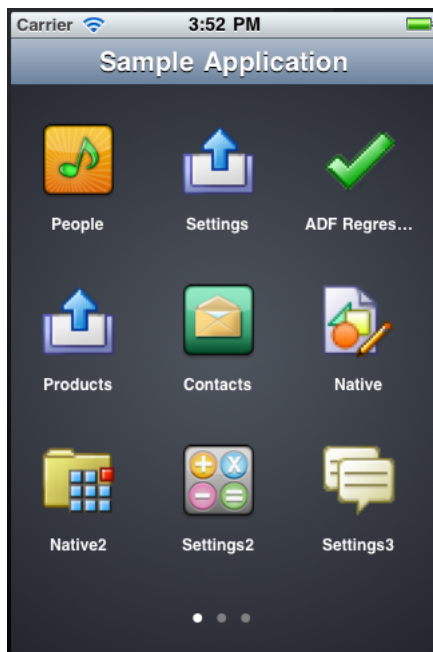 Carrier 3:52 PM
Sample Application
People Settings ADF Regres...
Products Contacts Native
Native2 Settings2 Settings3